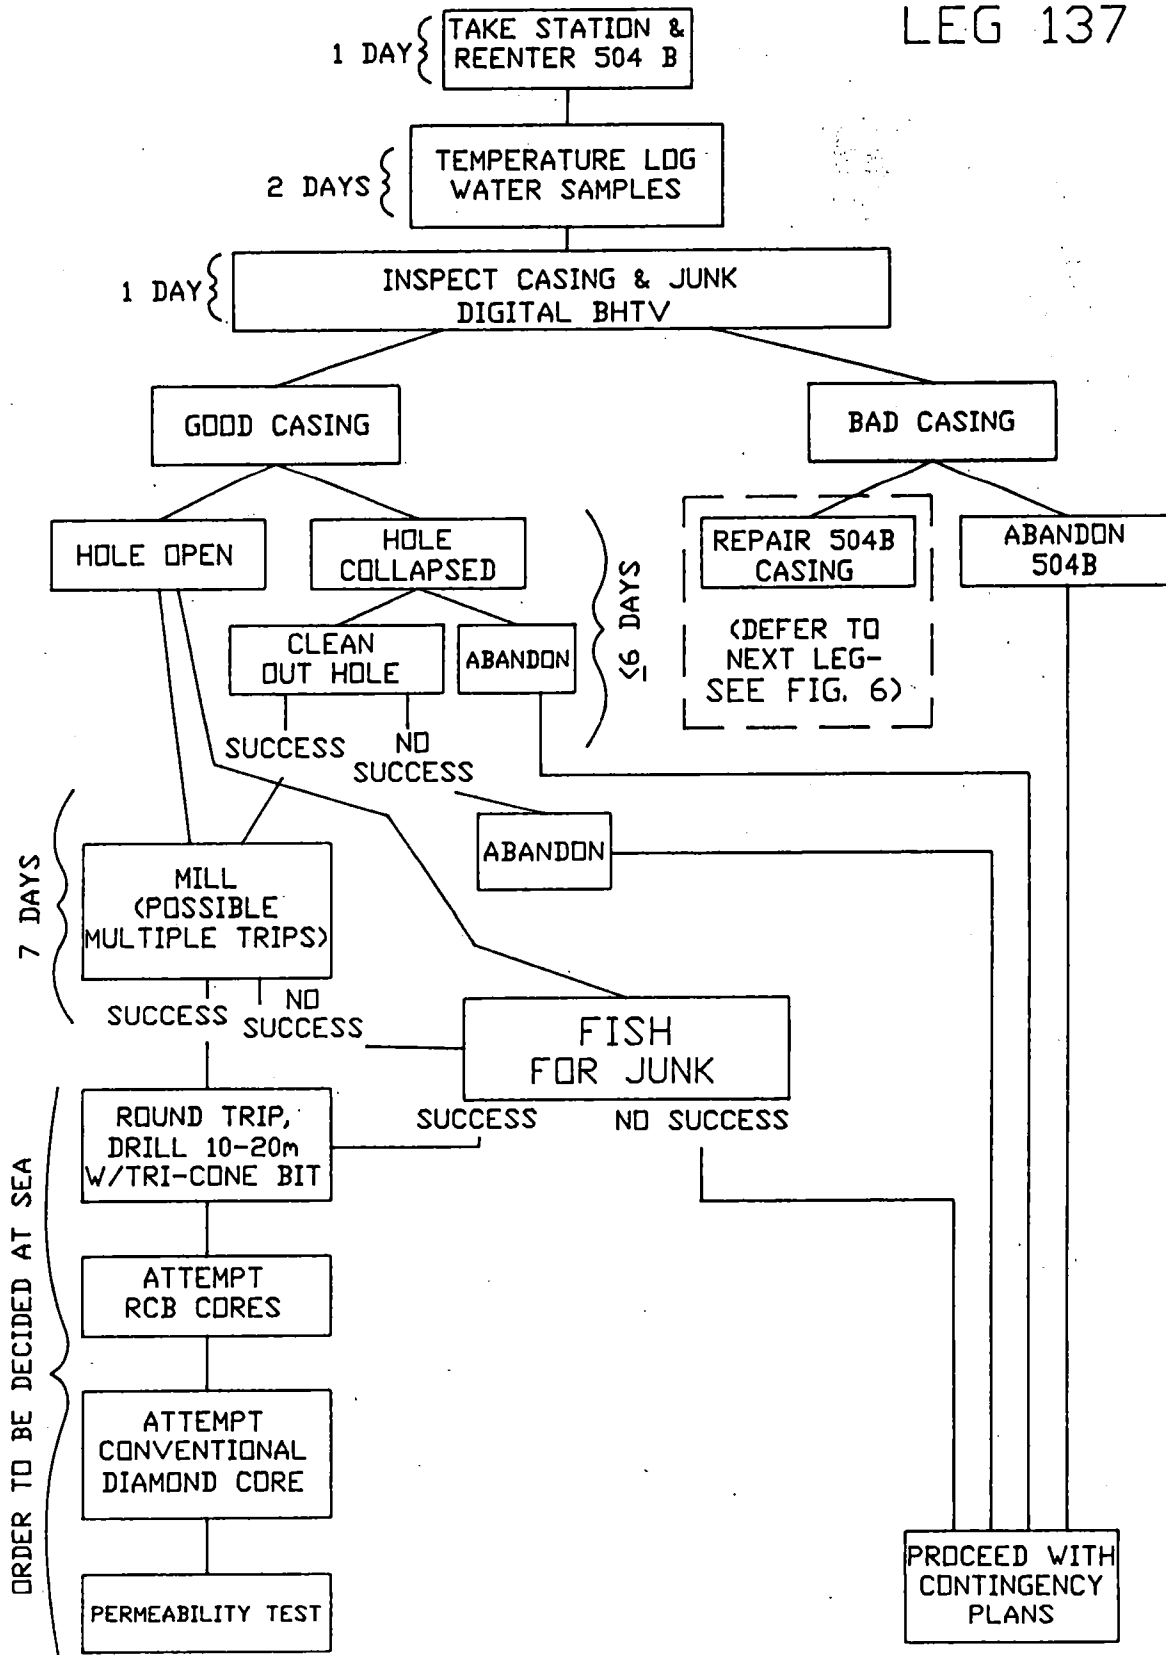 LEG 137
1 DAY
TAKE STATION &
REENTER 504 B
2 DAYS
TEMPERATURE LOG
WATER SAMPLES
1 DAY
INSPECT CASING & JUNK
DIGITAL BHTV
GOOD CASING
BAD CASING
HOLE OPEN
HOLE
COLLAPSED
≤6 DAYS
REPAIR 504B
CASING
(DEFER TO
NEXT LEG-
SEE FIG. 6)
ABANDON
504B
CLEAN
OUT HOLE
ABANDON
SUCCESS
NO
SUCCESS
ABANDON
7 DAYS
MILL
(POSSIBLE
MULTIPLE TRIPS)
SUCCESS
NO
SUCCESS
FISH
FOR JUNK
SUCCESS
NO SUCCESS
ORDER TO BE DECIDED AT SEA
ROUND TRIP,
DRILL 10-20m
W/TRI-CONE BIT
ATTEMPT
RCB CORES
ATTEMPT
CONVENTIONAL
DIAMOND CORE
PERMEABILITY TEST
PROCEED WITH
CONTINGENCY
PLANS